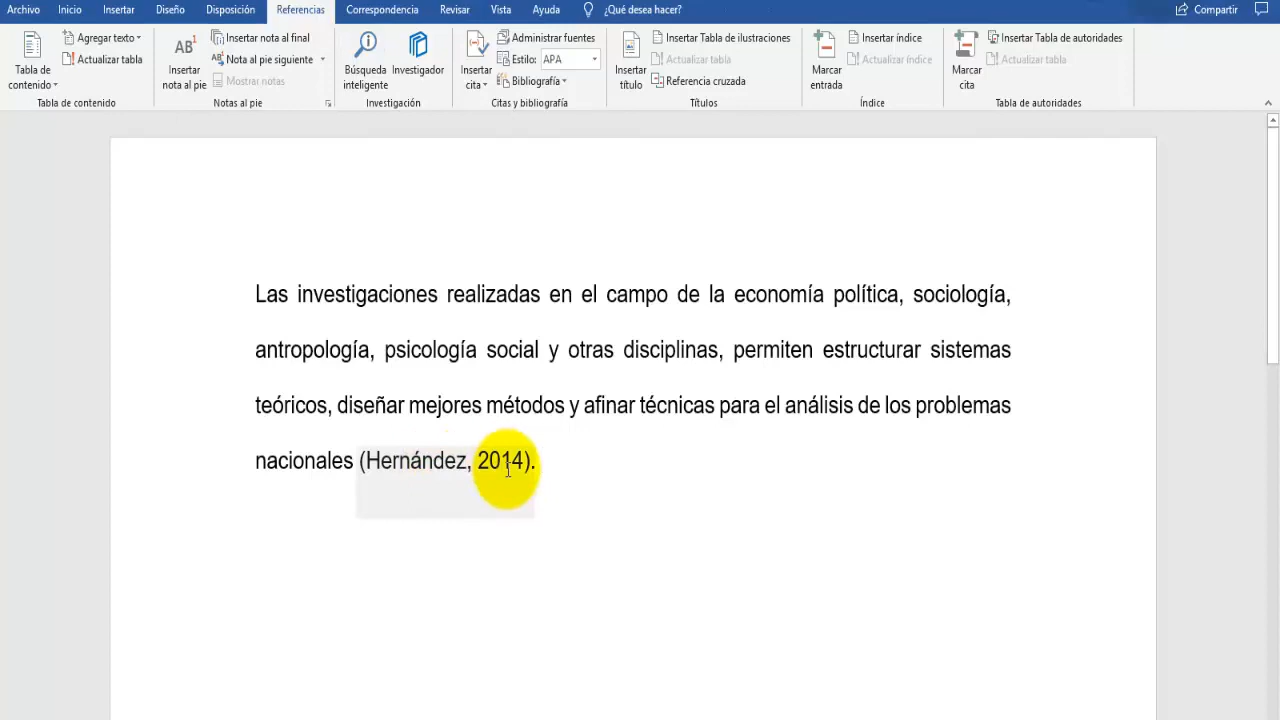 Archivo Inicio Insertar Diseño Disposición Referencias Correspondencia Revisar Vista Ayuda ¿Qué desea hacer? Compartir
Tabla de contenido
Agregar texto
Actualizar tabla
Tabla de contenido
AB1
Insertar nota al pie
Insertar nota al final
Nota al pie siguiente
Mostrar notas
Notas al pie
Búsqueda inteligente
Investigador
Investigación
Insertar cita
Administrar fuentes
Estilo: APA
Bibliografía
Citas y bibliografía
Insertar título
Insertar Tabla de ilustraciones
Actualizar tabla
Referencia cruzada
Títulos
Marcar entrada
Insertar índice
Actualizar índice
Índice
Marcar cita
Insertar Tabla de autoridades
Actualizar tabla
Tabla de autoridades
Las investigaciones realizadas en el campo de la economía política, sociología,
antropología, psicología social y otras disciplinas, permiten estructurar sistemas
teóricos, diseñar mejores métodos y afinar técnicas para el análisis de los problemas
nacionales (Hernández, 2014).